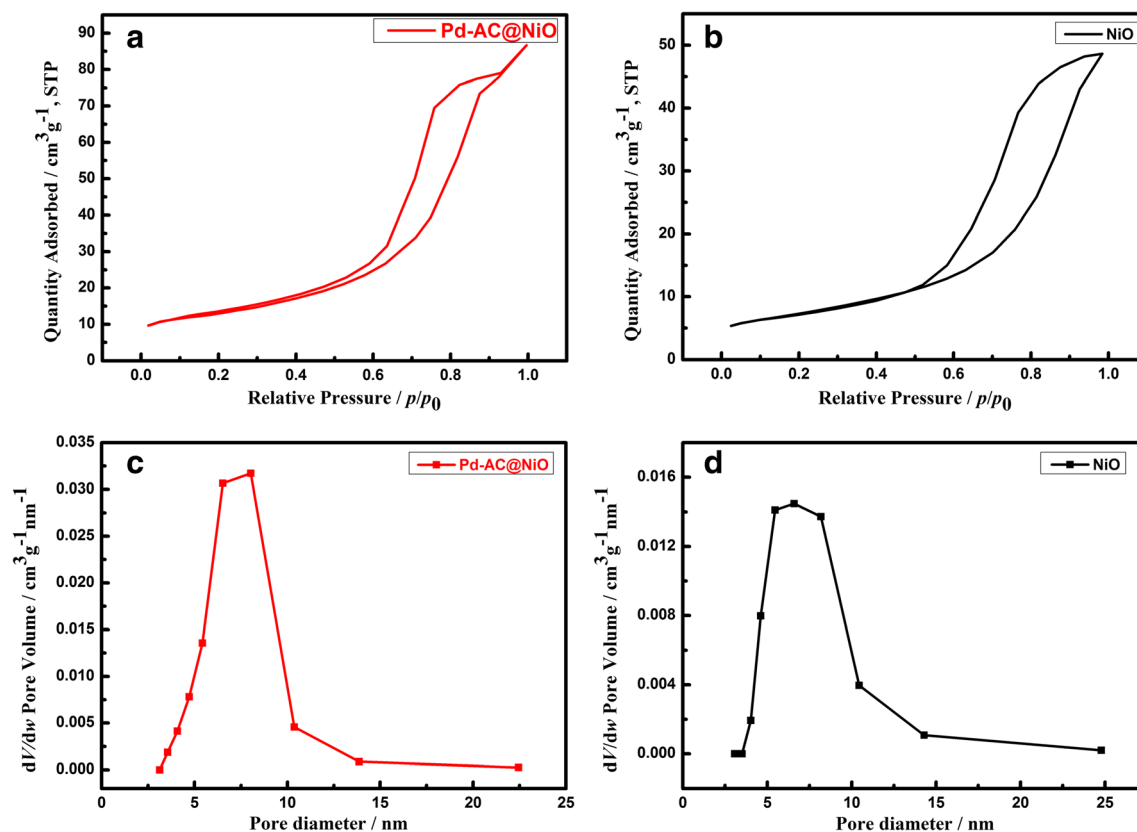 a
Pd-AC@NiO
90
80
70
60
50
40
30
20
10
0
0.0 0.2 0.4 0.6 0.8 1.0
Quantity Adsorbed / cm³g⁻¹, STP
Relative Pressure / p/p₀
b
NiO
50
40
30
20
10
0
0.0 0.2 0.4 0.6 0.8 1.0
Quantity Adsorbed / cm³g⁻¹, STP
Relative Pressure / p/p₀
c
Pd-AC@NiO
0.035
0.030
0.025
0.020
0.015
0.010
0.005
0.000
0 5 10 15 20 25
dV/dw Pore Volume / cm³g⁻¹nm⁻¹
Pore diameter / nm
d
NiO
0.016
0.012
0.008
0.004
0.000
0 5 10 15 20 25
dV/dw Pore Volume / cm³g⁻¹nm⁻¹
Pore diameter / nm